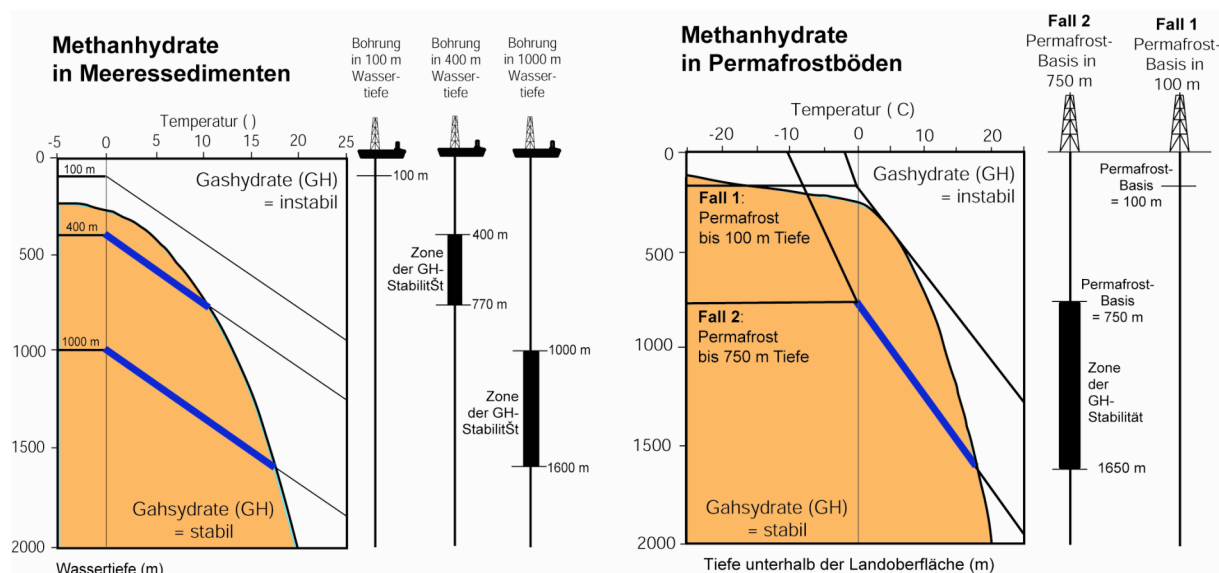 Methanhydrate
in Meeressedimenten
Bohrung
in 100 m
Wasser-
tiefe
Bohrung
in 400 m
Wasser-
tiefe
Bohrung
in 1000 m
Wasser-
tiefe
Temperatur ( )
-5
0
5
10
15
20
25
0
500
1000
1500
2000
100 m
400 m
1000 m
Gashydrate (GH)
= instabil
Gahsydrate (GH)
= stabil
Wassertiefe (m)
100 m
400 m
Zone
der GH-
StabilitŠt
770 m
1000 m
Zone
der GH-
StabilitŠt
1600 m
Methanhydrate
in Permafrostböden
Fall 2
Permafrost-
Basis in
750 m
Fall 1
Permafrost-
Basis in
100 m
Temperatur ( C)
-20
-10
0
10
20
0
500
1000
1500
2000
Gashydrate (GH)
= instabil
Fall 1:
Permafrost
bis 100 m Tiefe
Fall 2:
Permafrost
bis 750 m Tiefe
Gashydrate (GH)
= stabil
Tiefe unterhalb der Landoberfläche (m)
Permafrost-
Basis
= 100 m
Permafrost-
Basis
= 750 m
Zone
der
GH-
Stabilität
1650 m